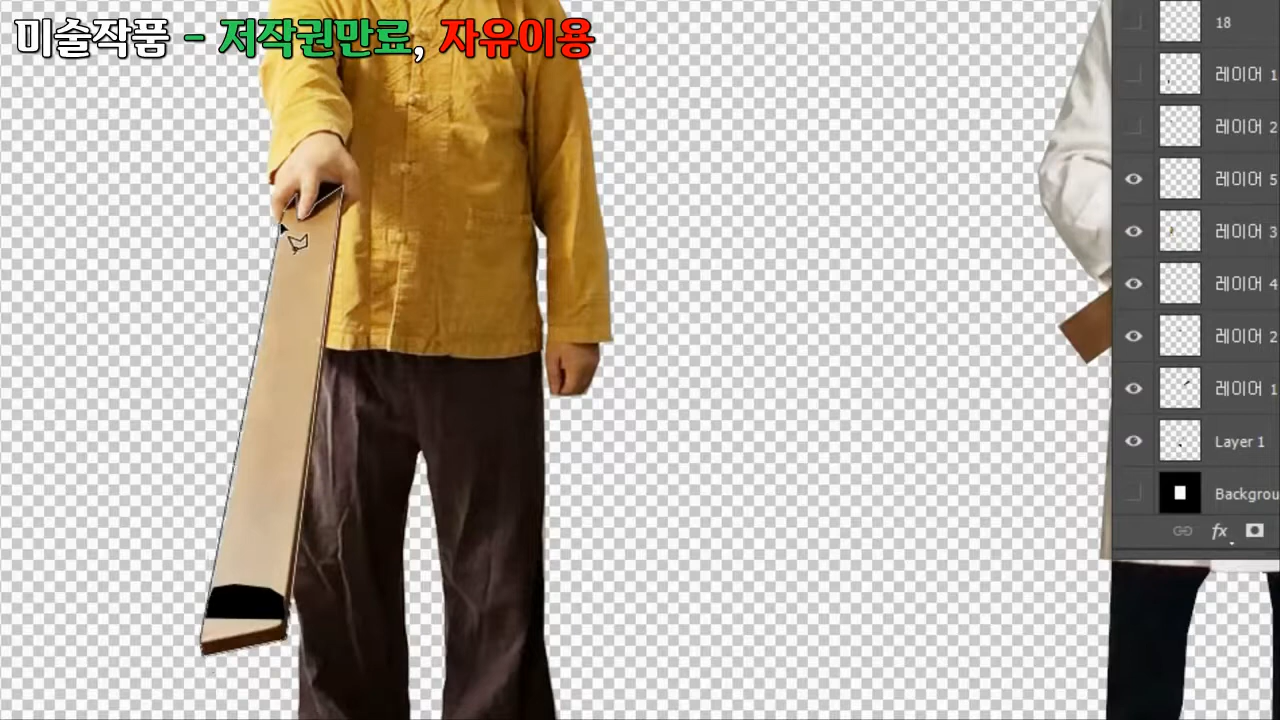 미술작품 - 저작권만료, 자유이용
18
레이어 1
레이어 2
레이어 5
레이어 3
레이어 4
레이어 2
레이어 1
Layer 1
Backgrou
fx